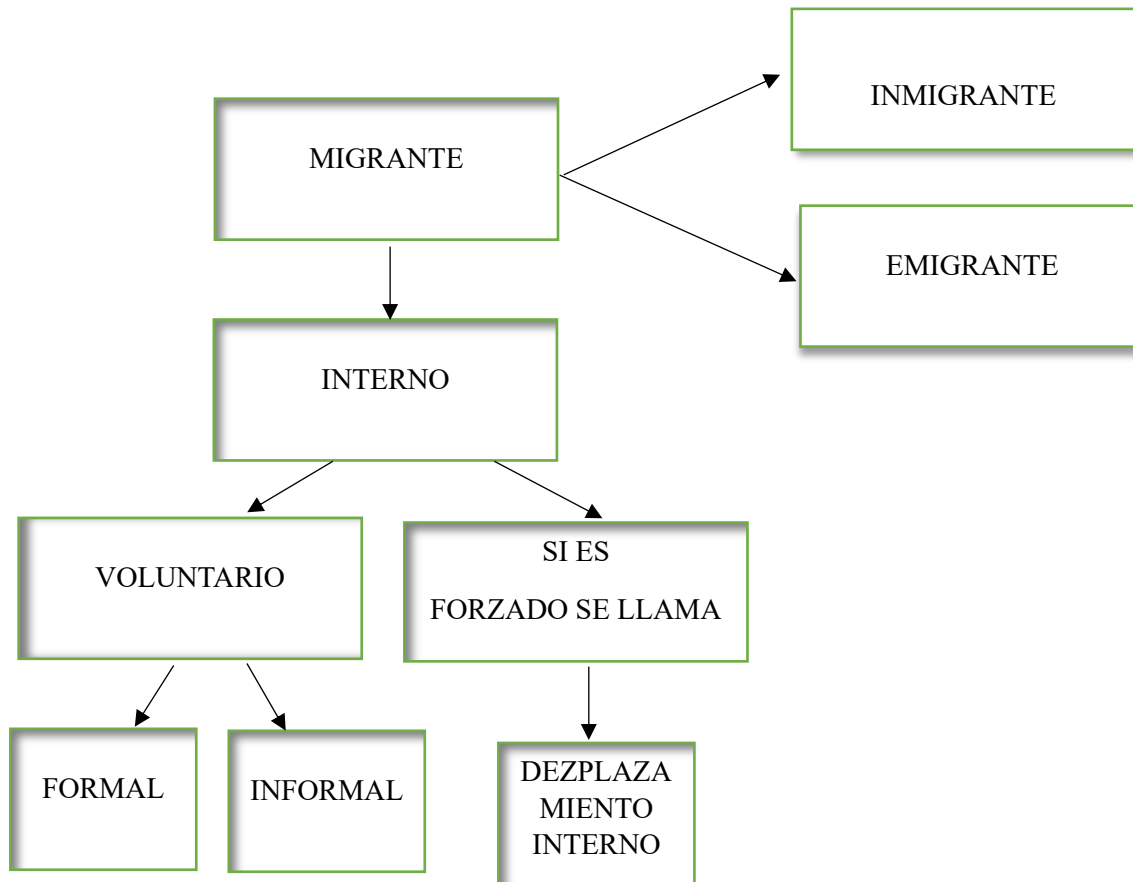 INMIGRANTE
MIGRANTE
EMIGRANTE
INTERNO
VOLUNTARIO
SI ES
FORZADO SE LLAMA
FORMAL
INFORMAL
DEZPLAZA
MIENTO
INTERNO